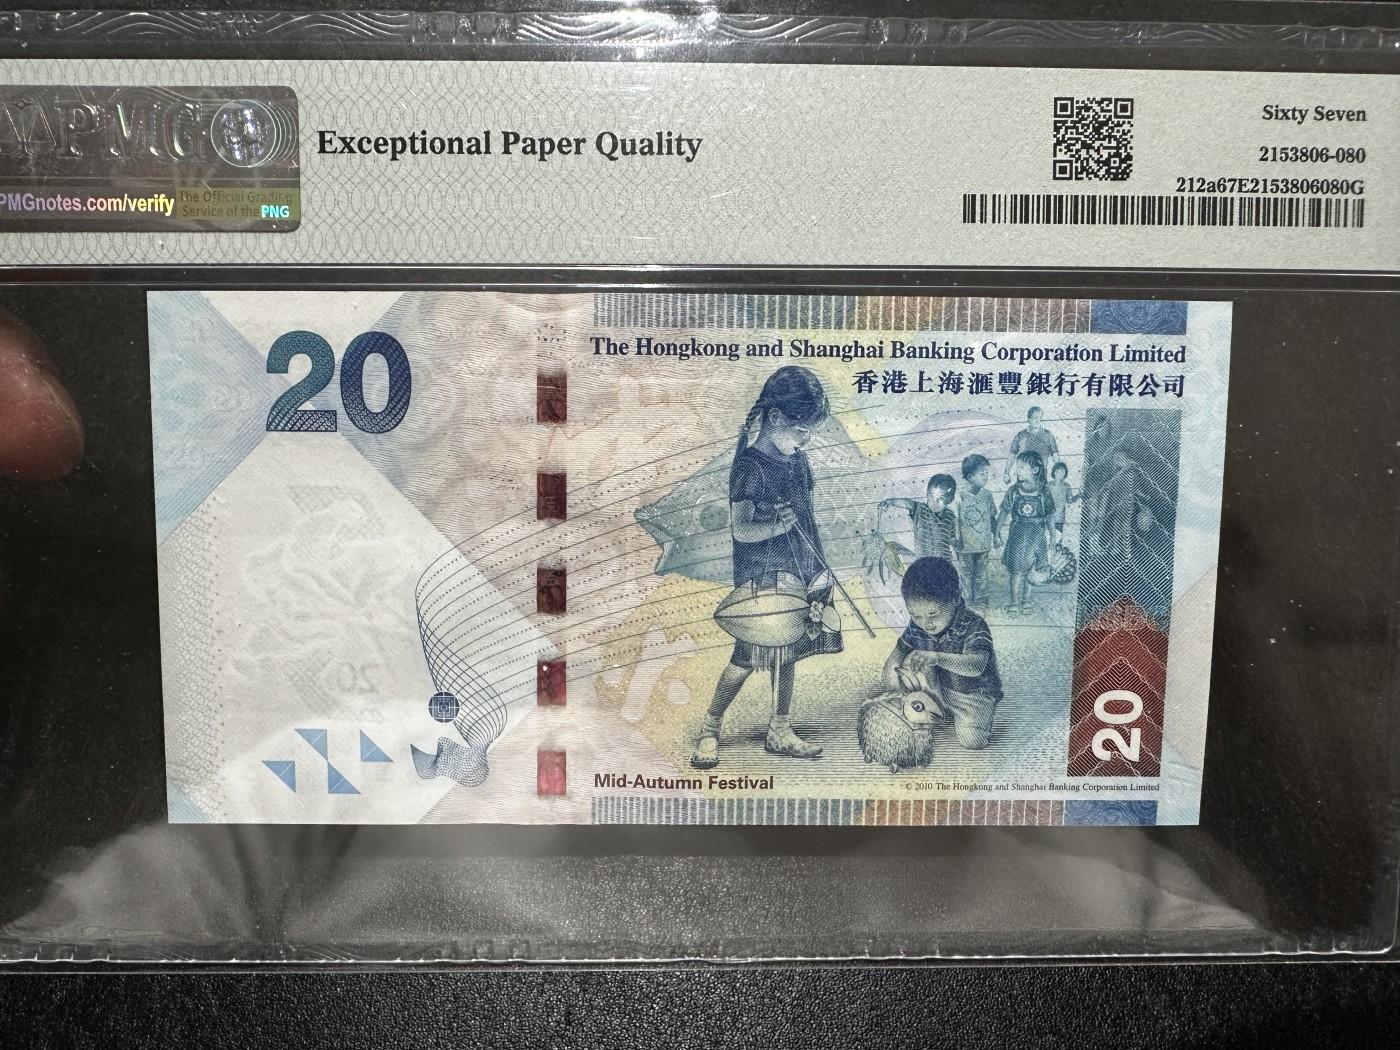 PMG
PMGnotes.com/verify
The Official Grading
Service of the PNG
Exceptional Paper Quality
Sixty Seven
2153806-080
212a67E2153806080G
20
The Hongkong and Shanghai Banking Corporation Limited
香港上海滙豐銀行有限公司
20
Mid-Autumn Festival
© 2010 The Hongkong and Shanghai Banking Corporation Limited